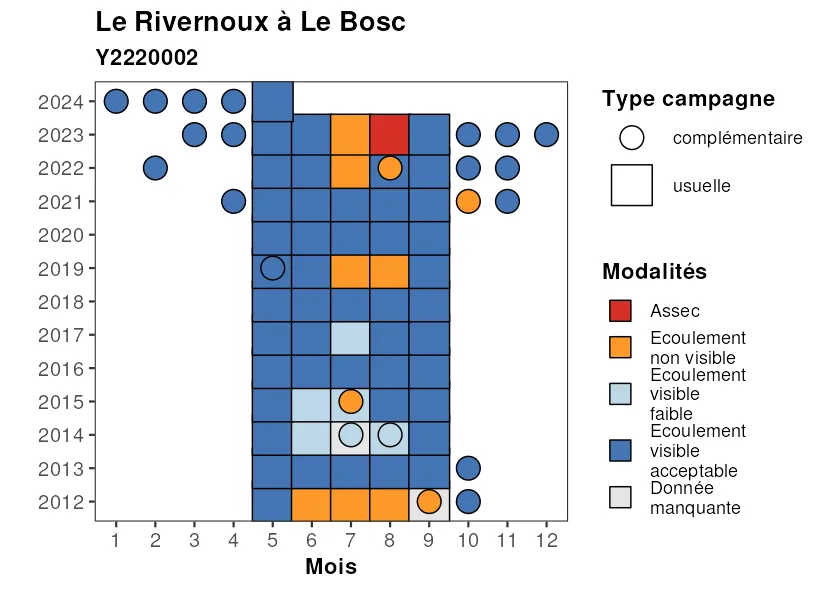 Le Rivernoux à Le Bosc
Y2220002
2024
2023
2022
2021
2020
2019
2018
2017
2016
2015
2014
2013
2012
1 2 3 4 5 6 7 8 9 10 11 12
Mois
Type campagne
complémentaire
usuelle
Modalités
Assec
Ecoulement
non visible
Ecoulement
visible
faible
Ecoulement
visible
acceptable
Donnée
manquante